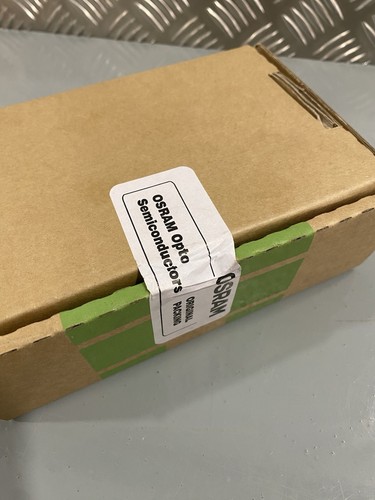 OSRAM Opto
Semiconductors
OSRAM
ORIGINAL
PACKING